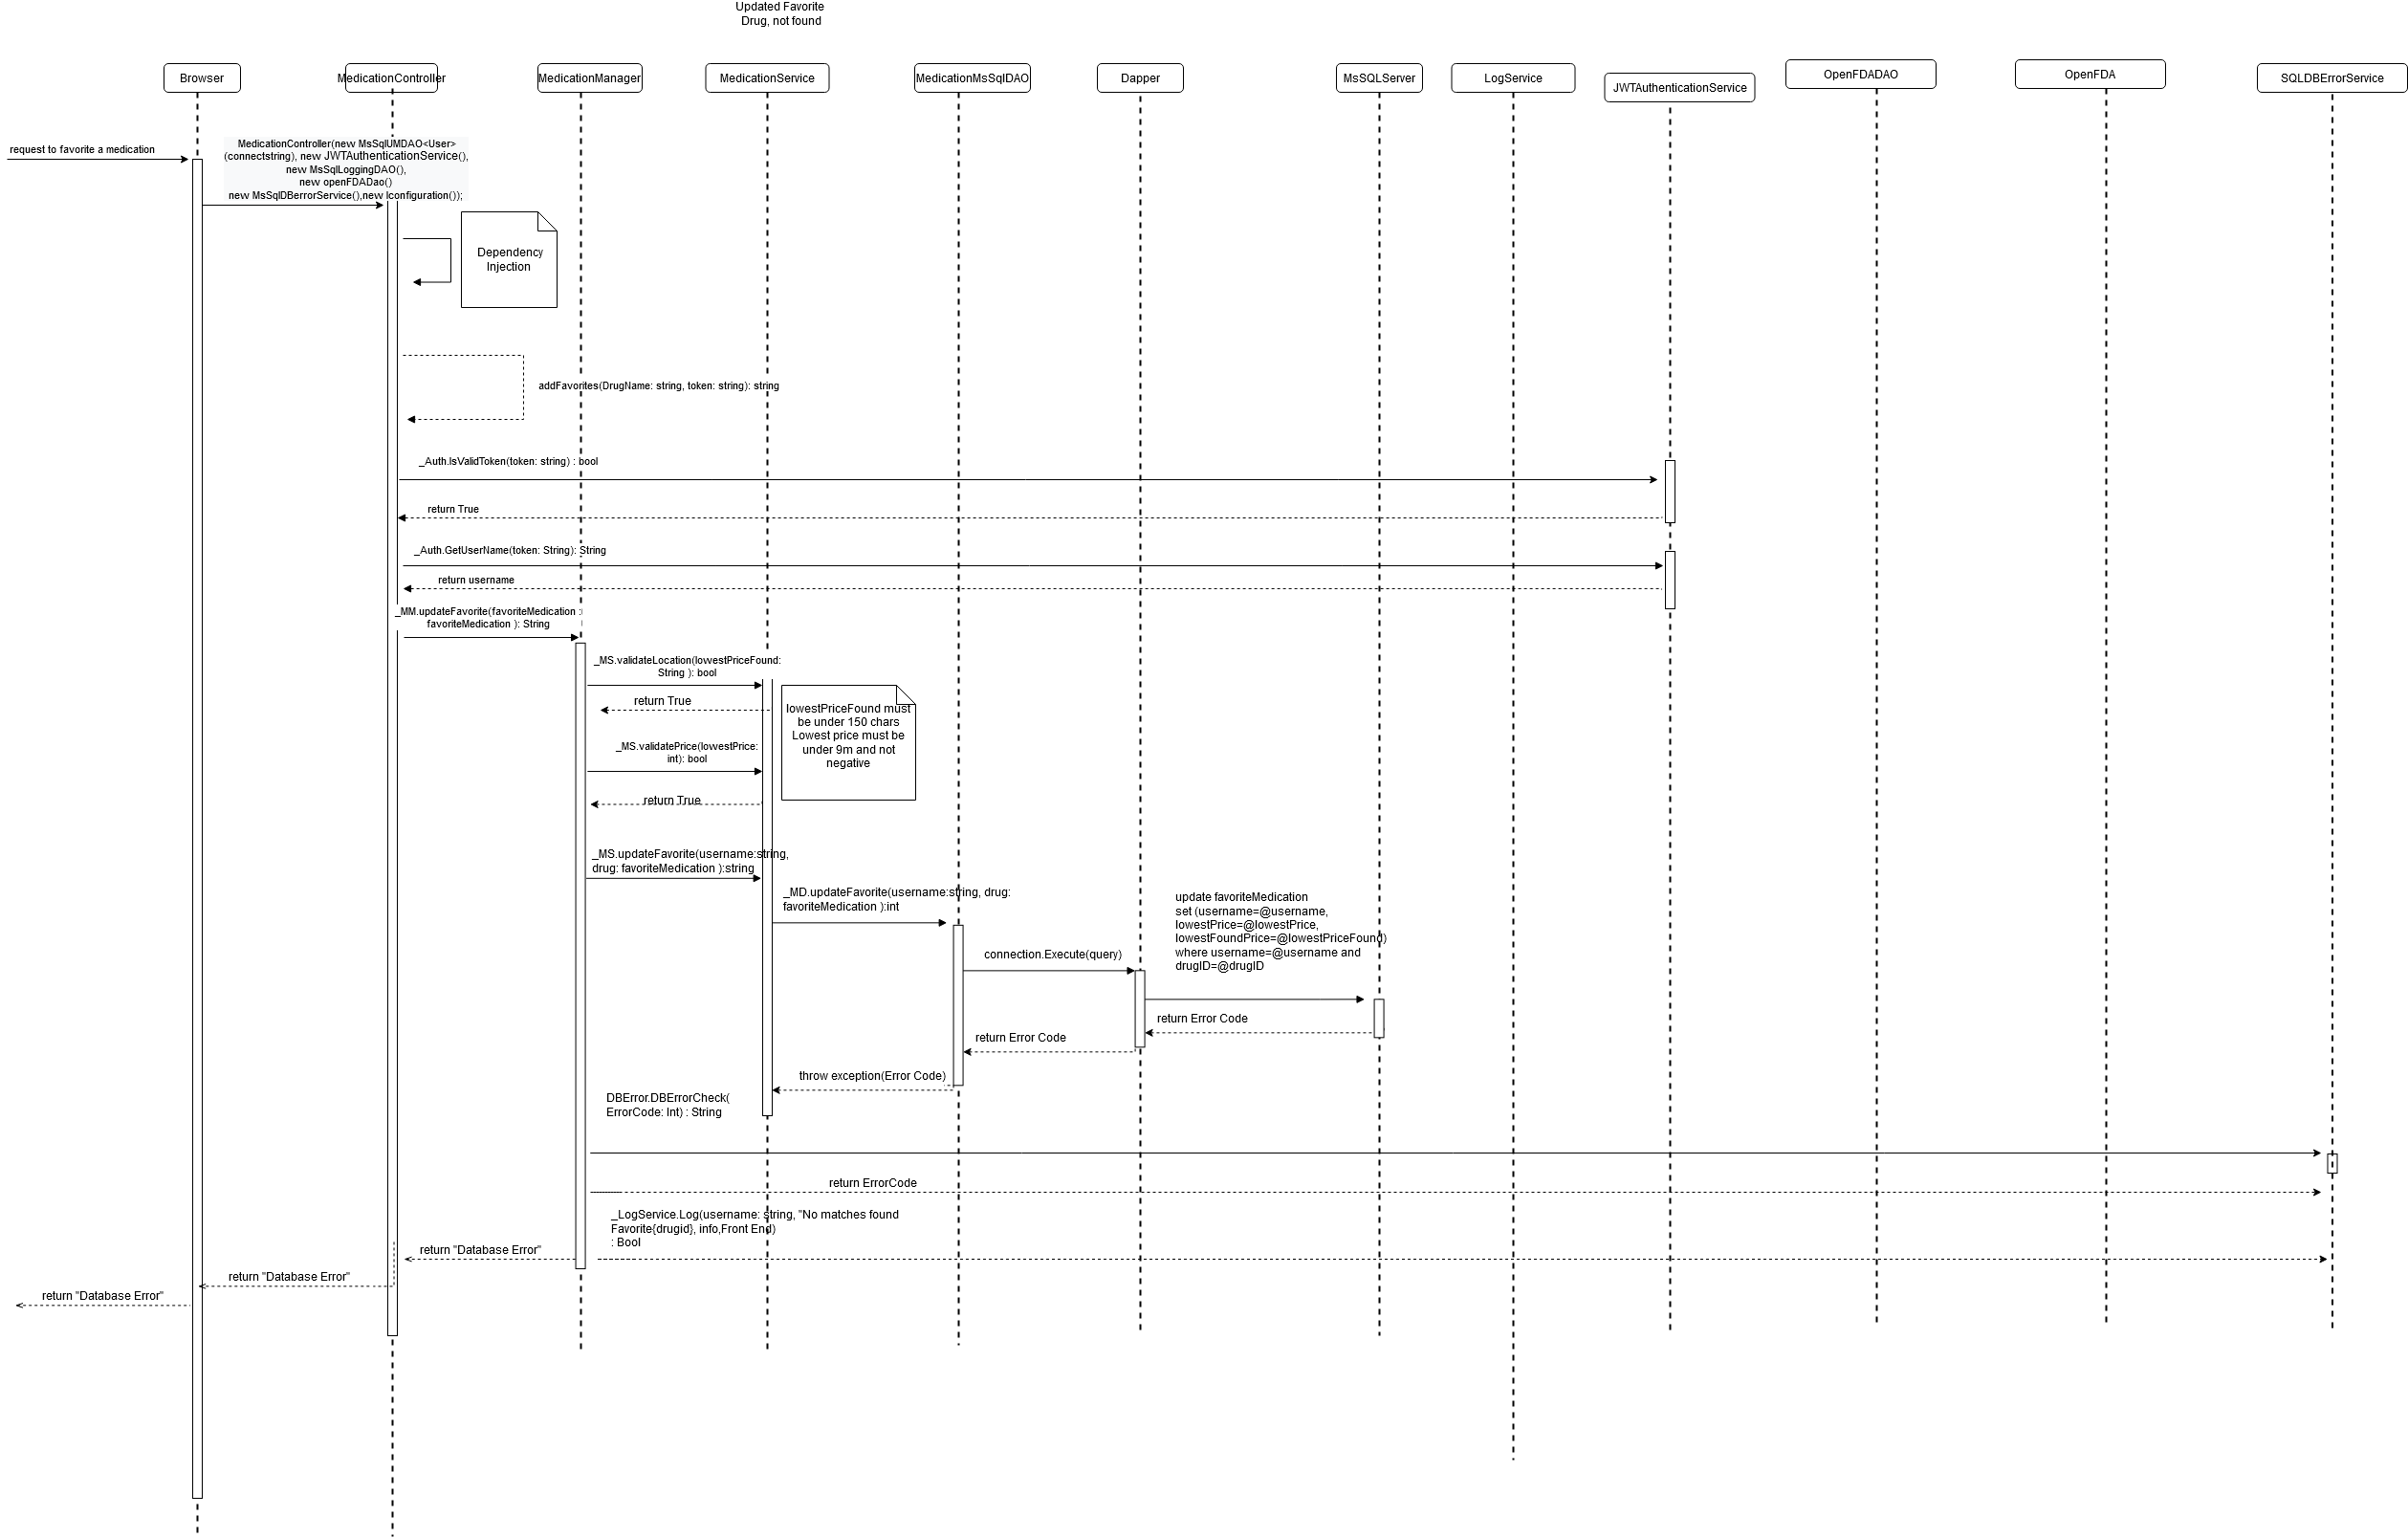 Updated Favorite
Drug, not found
Browser
MedicationController
MedicationManager
MedicationService
MedicationMsSqlDAO
Dapper
MsSQLServer
LogService
JWTAuthenticationService
OpenFDADAO
OpenFDA
SQLDBErrorService
request to favorite a medication
MedicationController(new MsSqlUMDAO<User>
(connectstring), new JWTAuthenticationService(),
new MsSqlLoggingDAO(),
new openFDADao()
new MsSqlDBerrorService(),new Iconfiguration());
Dependency
Injection
addFavorites(DrugName: string, token: string): string
_Auth.IsValidToken(token: string) : bool
return True
_Auth.GetUserName(token: String): String
return username
_MM.updateFavorite(favoriteMedication :
favoriteMedication ): String
_MS.validateLocation(lowestPriceFound:
String ): bool
return True
lowestPriceFound must
be under 150 chars
Lowest price must be
under 9m and not
negative
_MS.validatePrice(lowestPrice:
int): bool
return True
_MS.updateFavorite(username:string,
drug: favoriteMedication ):string
_MD.updateFavorite(username:string, drug:
favoriteMedication ):int
update favoriteMedication
set (username=@username,
lowestPrice=@lowestPrice,
lowestFoundPrice=@lowestPriceFound)
where username=@username and
drugID=@drugID
connection.Execute(query)
return Error Code
return Error Code
throw exception(Error Code)
DBError.DBErrorCheck(
ErrorCode: Int) : String
return ErrorCode
_LogService.Log(username: string, "No matches found
Favorite{drugid}, info,Front End)
: Bool
return "Database Error"
return "Database Error"
return "Database Error"